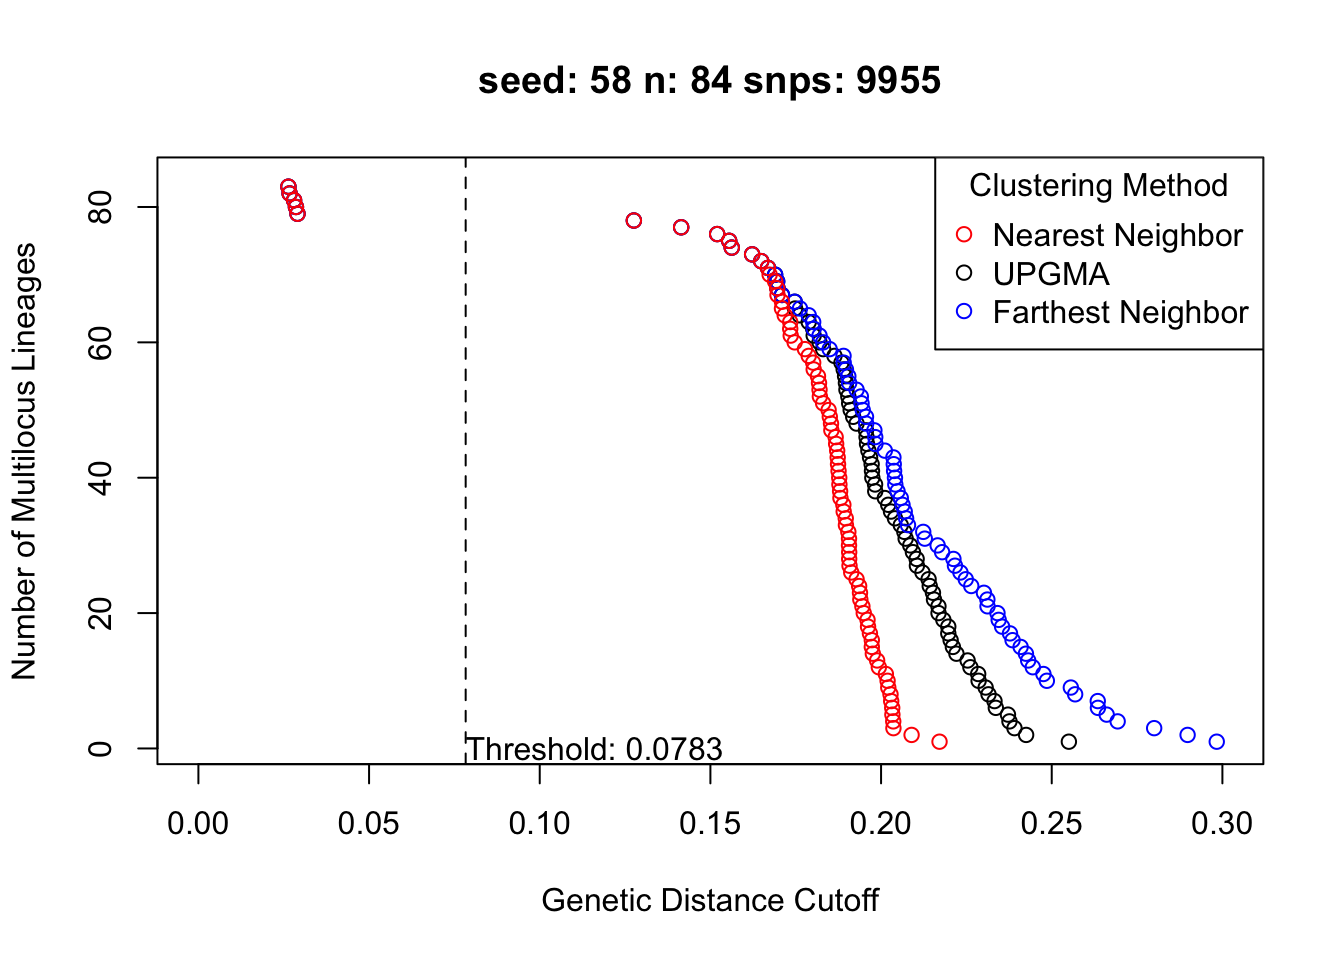 seed: 58 n: 84 snps: 9955
Clustering Method
Nearest Neighbor
UPGMA
Farthest Neighbor
Number of Multilocus Lineages
80
60
40
20
0
Threshold: 0.0783
0.00 0.05 0.10 0.15 0.20 0.25 0.30
Genetic Distance Cutoff